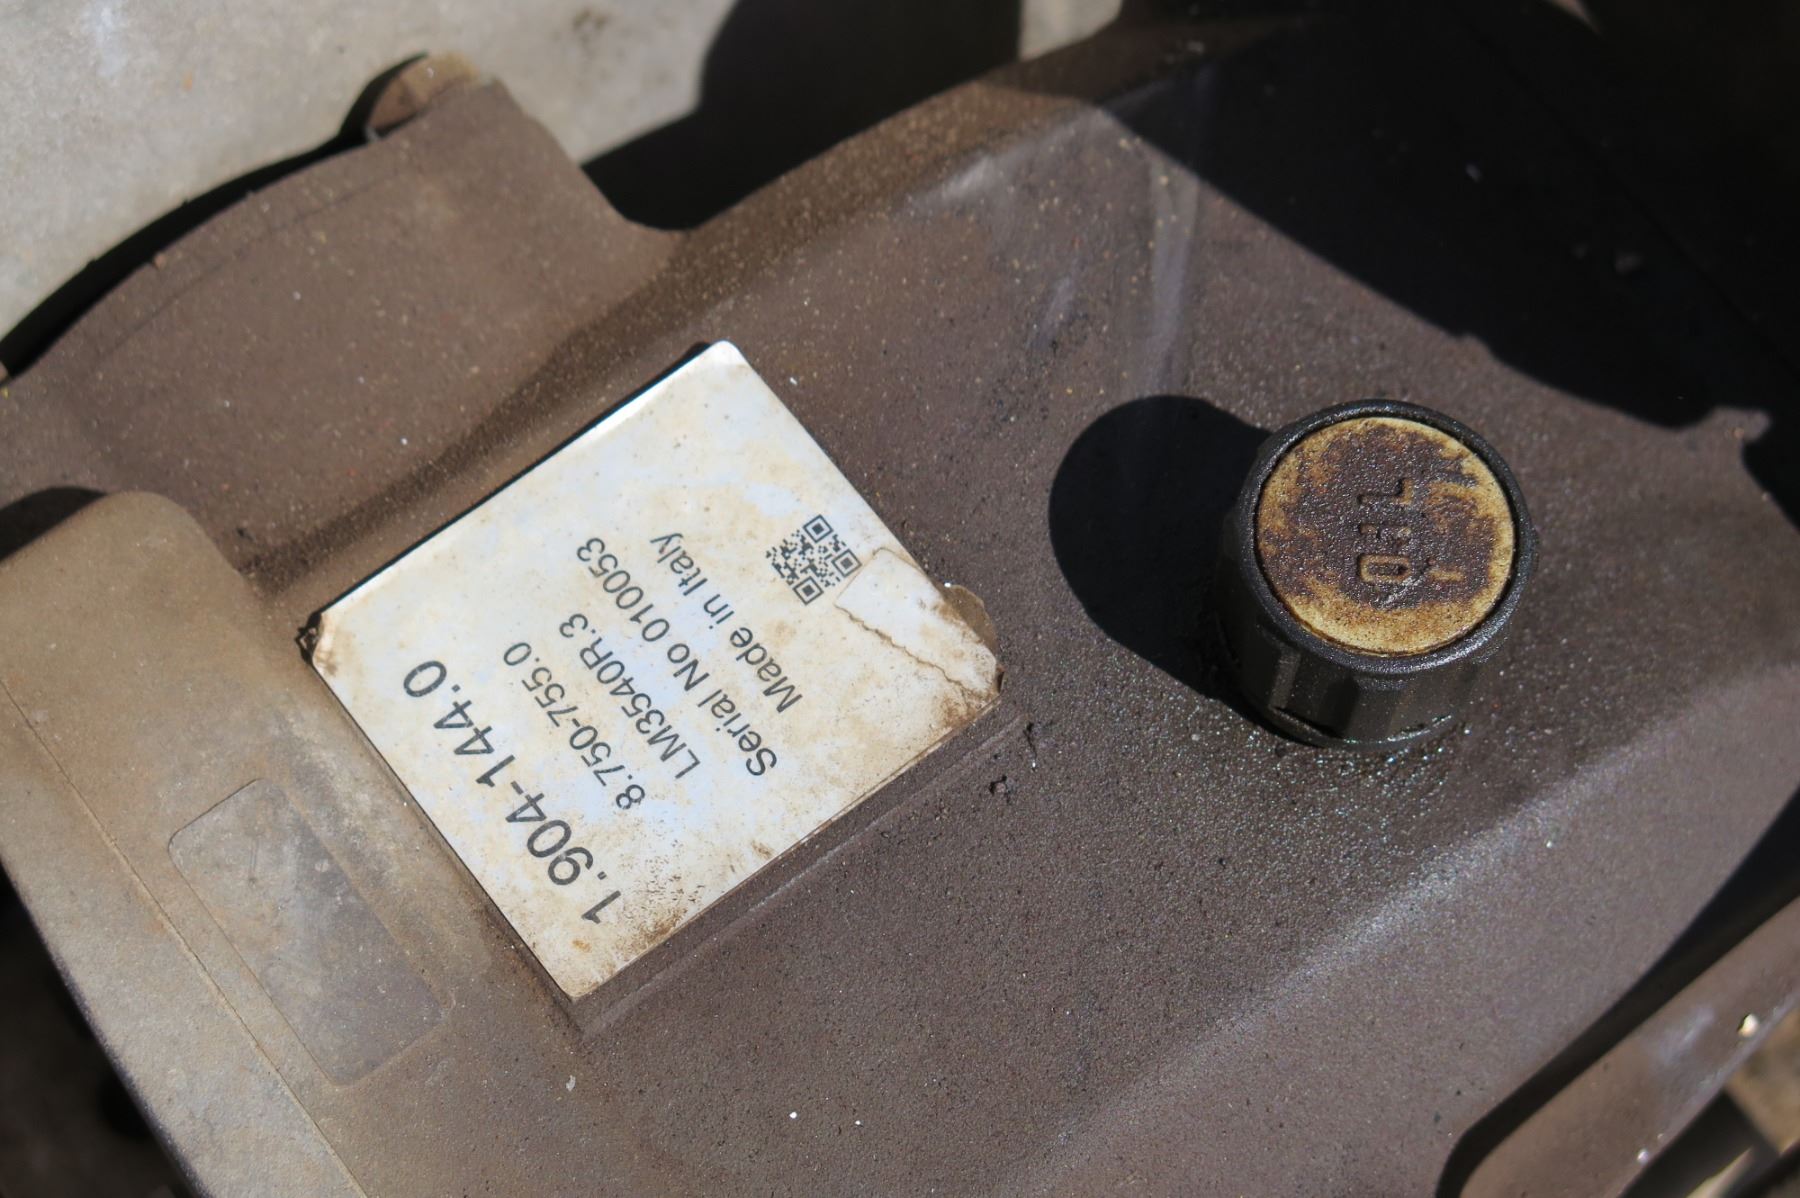 1.904-144.0
8.750-755.0
LM3540R.3
Serial No 010053
Made in Italy
OIL